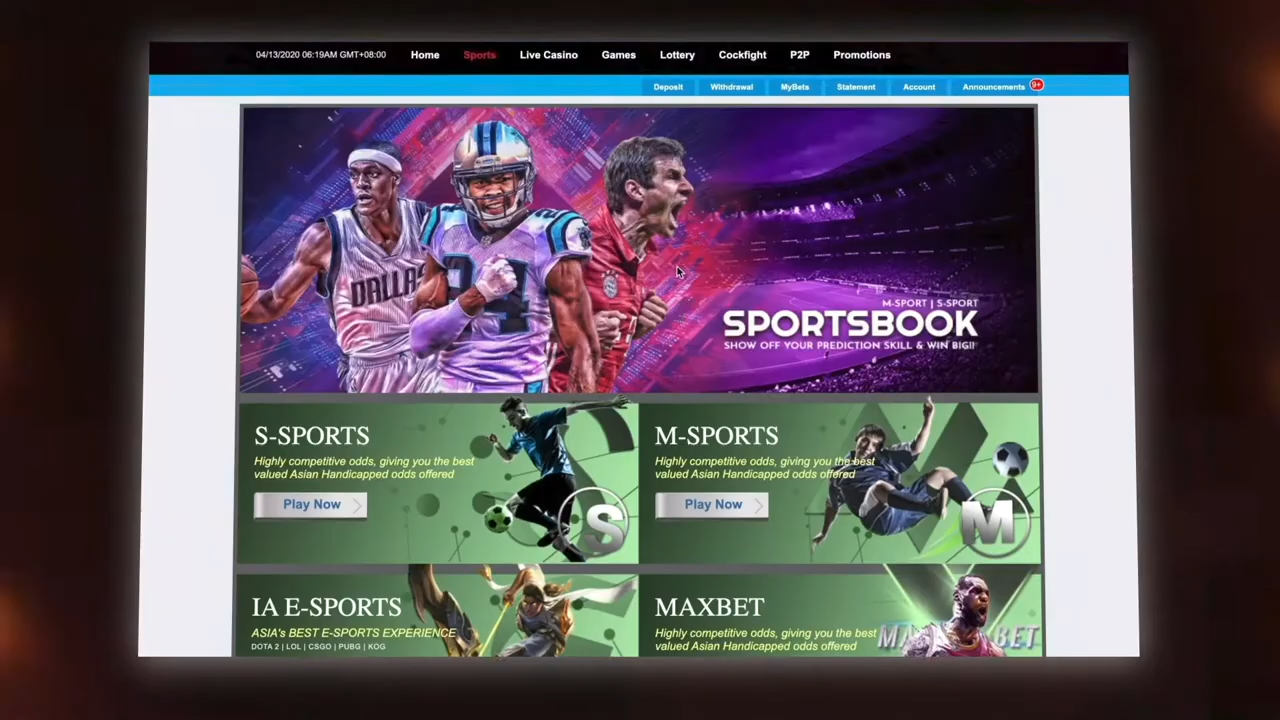 04/13/2020 06:19AM GMT+08:00 Home Sports Live Casino Games Lottery Cockfight P2P Promotions
Deposit Withdrawal MyBets Statement Account Announcements 9+
DALLA
24
M-SPORT | S-SPORT
SPORTSBOOK
SHOW OFF YOUR PREDICTION SKILL & WIN BIG!!
S-SPORTS
Highly competitive odds, giving you the best
valued Asian Handicapped odds offered
Play Now
S
M-SPORTS
Highly competitive odds, giving you the best
valued Asian Handicapped odds offered
Play Now
M
IA E-SPORTS
ASIA's BEST E-SPORTS EXPERIENCE
DOTA 2 | LOL | CSGO | PUBG | KOG
MAXBET
Highly competitive odds, giving you the best
valued Asian Handicapped odds offered